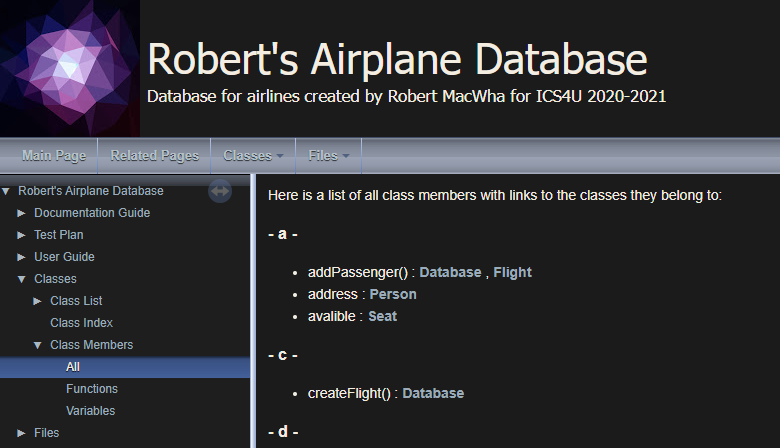 Robert's Airplane Database
Database for airlines created by Robert MacWha for ICS4U 2020-2021
Main Page
Related Pages
Classes
Files
Robert's Airplane Database
Documentation Guide
Test Plan
User Guide
Classes
Class List
Class Index
Class Members
All
Functions
Variables
Files
Here is a list of all class members with links to the classes they belong to:
- a -
addPassenger() : Database , Flight
address : Person
avalible : Seat
- c -
createFlight() : Database
- d -